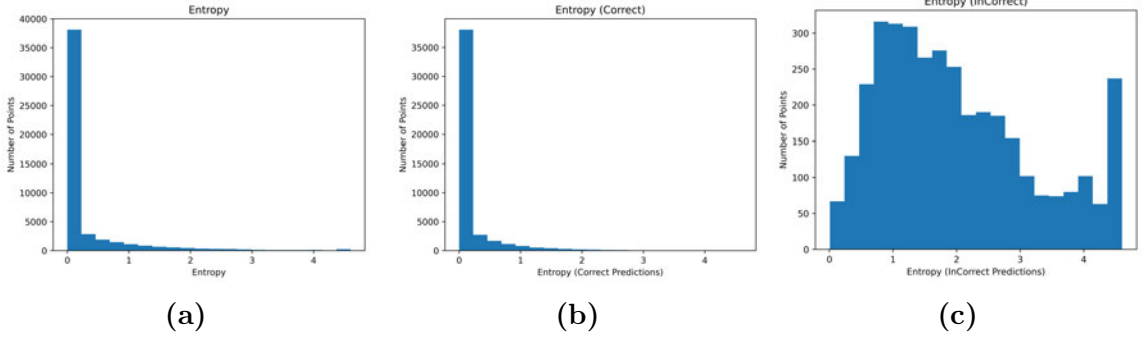 Entropy
40000
35000
30000
25000
20000
15000
10000
5000
0
Number of Points
0 1 2 3 4
Entropy
(a)
Entropy (Correct)
35000
30000
25000
20000
15000
10000
5000
0
Number of Points
0 1 2 3 4
Entropy (Correct Predictions)
(b)
Entropy (InCorrect)
300
250
200
150
100
50
0
Number of Points
0 1 2 3 4
Entropy (InCorrect Predictions)
(c)